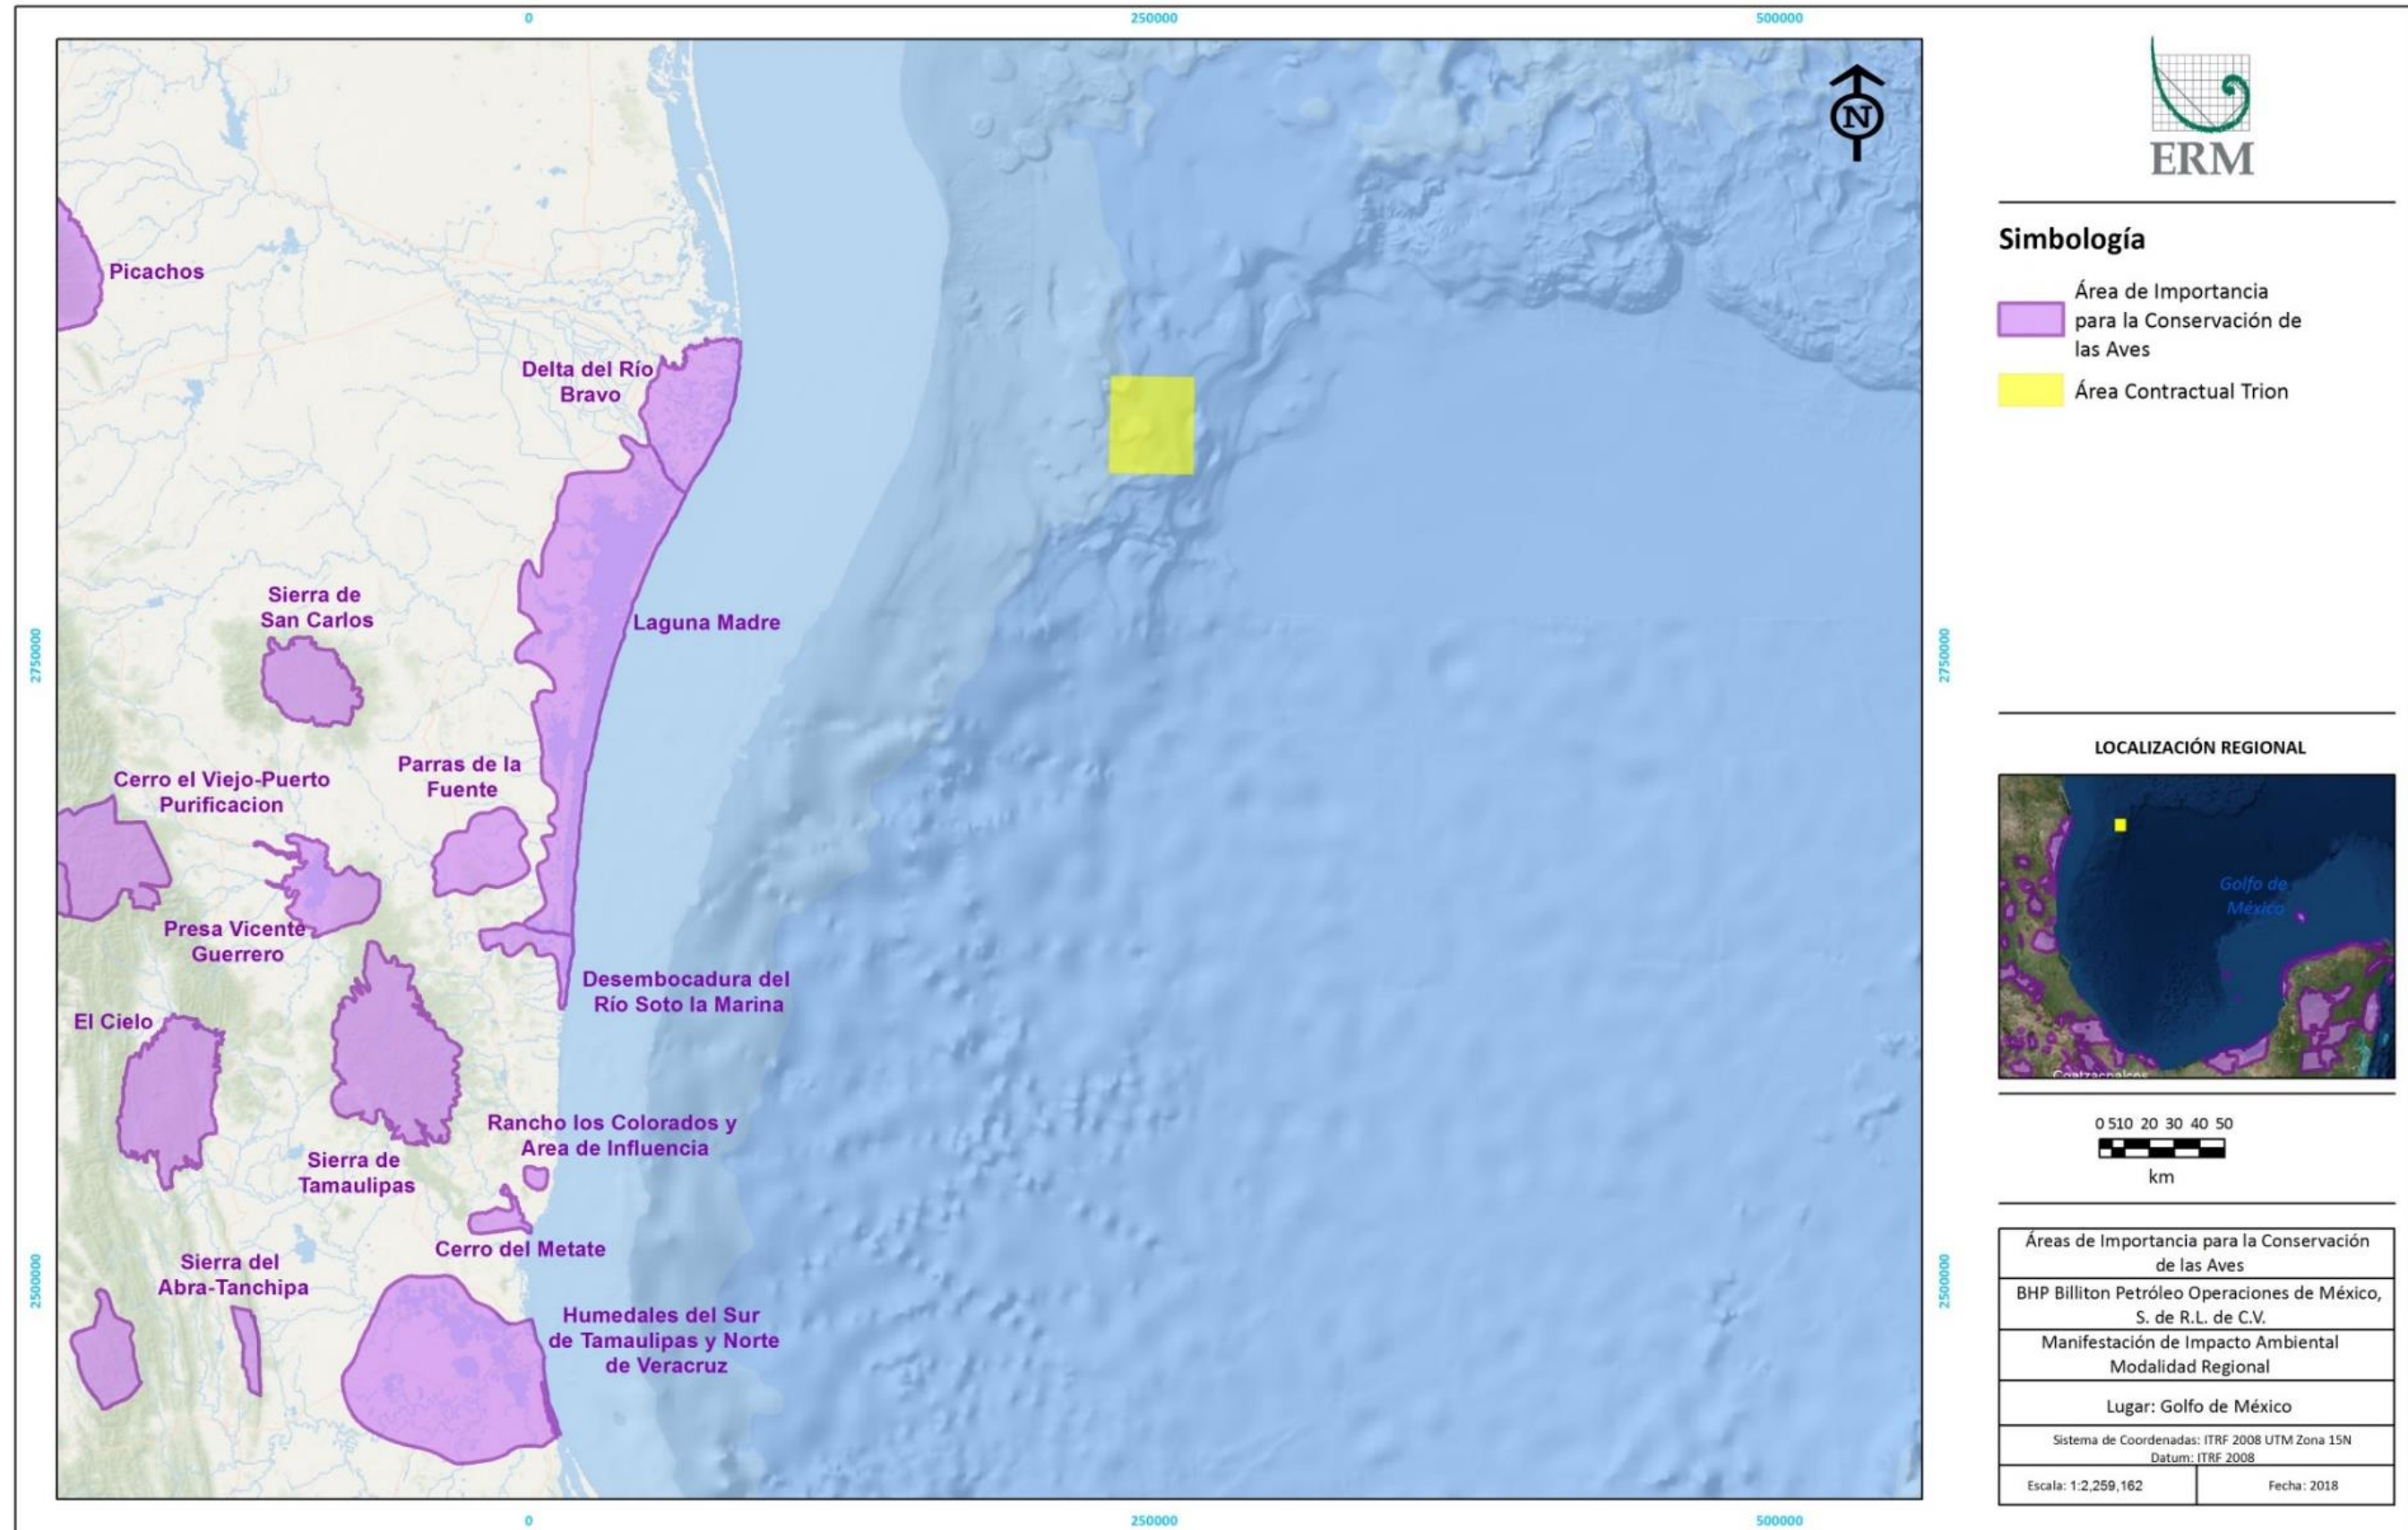 0
250000
500000
N
Picachos
Delta del Río
Bravo
Sierra de
San Carlos
Laguna Madre
2750000
2750000
Parras de la
Fuente
Cerro el Viejo-Puerto
Purificacion
Presa Vicente
Guerrero
Desembocadura del
Río Soto la Marina
El Cielo
Rancho los Colorados y
Area de Influencia
Sierra de
Tamaulipas
Cerro del Metate
Sierra del
Abra-Tanchipa
2500000
2500000
Humedales del Sur
de Tamaulipas y Norte
de Veracruz
0
250000
500000
ERM
Simbología
Área de Importancia
para la Conservación de
las Aves
Área Contractual Trion
LOCALIZACIÓN REGIONAL
Golfo de
México
Coatzacoalcos
0 510 20 30 40 50
km
Áreas de Importancia para la Conservación
de las Aves
BHP Billiton Petróleo Operaciones de México,
S. de R.L. de C.V.
Manifestación de Impacto Ambiental
Modalidad Regional
Lugar: Golfo de México
Sistema de Coordenadas: ITRF 2008 UTM Zona 15N
Datum: ITRF 2008
Escala: 1:2,259,162
Fecha: 2018